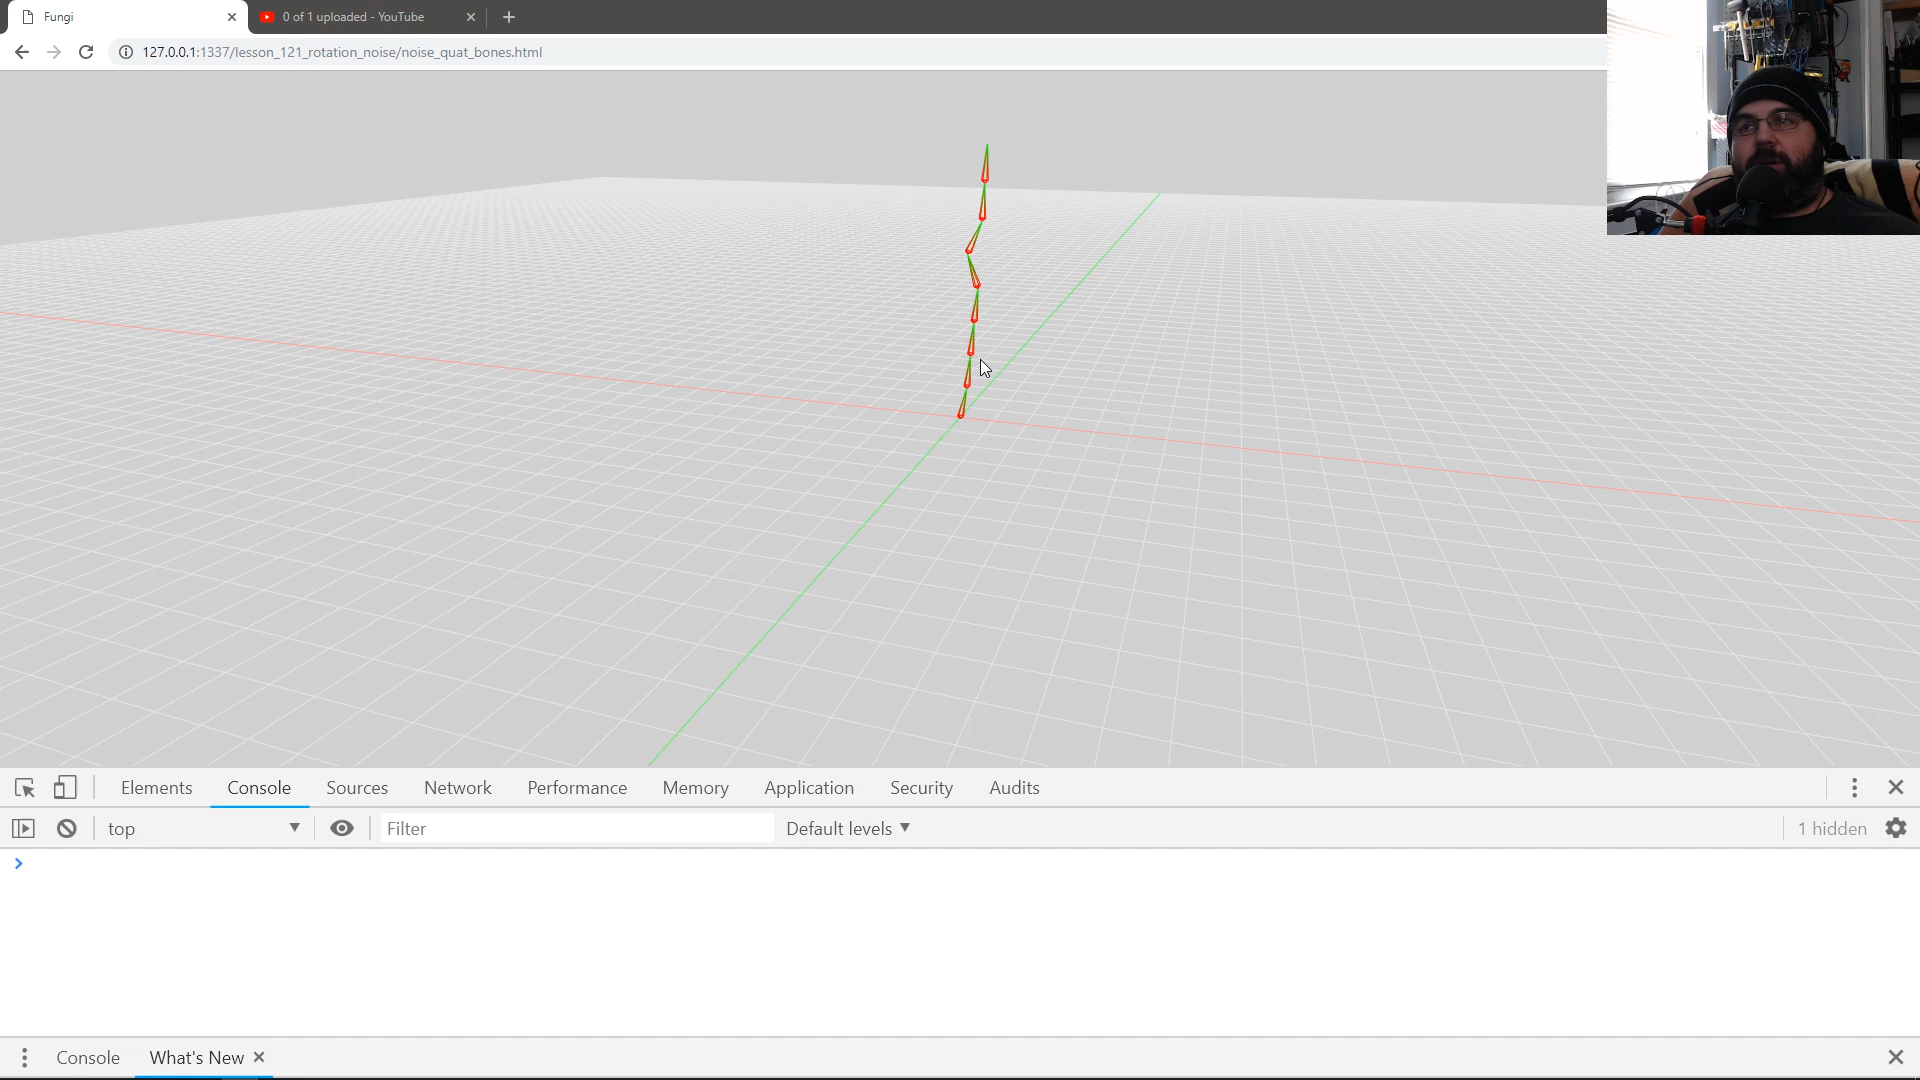 Fungi
0 of 1 uploaded - YouTube
127.0.0.1:1337/lesson_121_rotation_noise/noise_quat_bones.html
Elements Console Sources Network Performance Memory Application Security Audits
top Filter Default levels 1 hidden
Console What's New